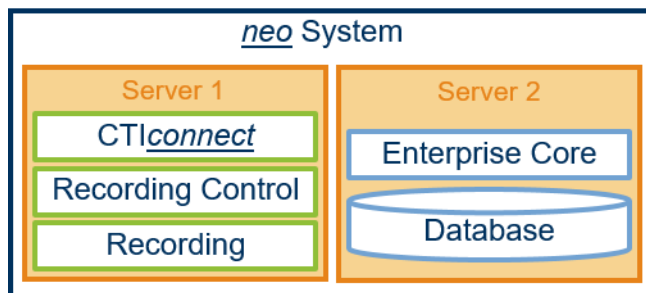 neo System
Server 1
CTIconnect
Recording Control
Recording
Server 2
Enterprise Core
Database